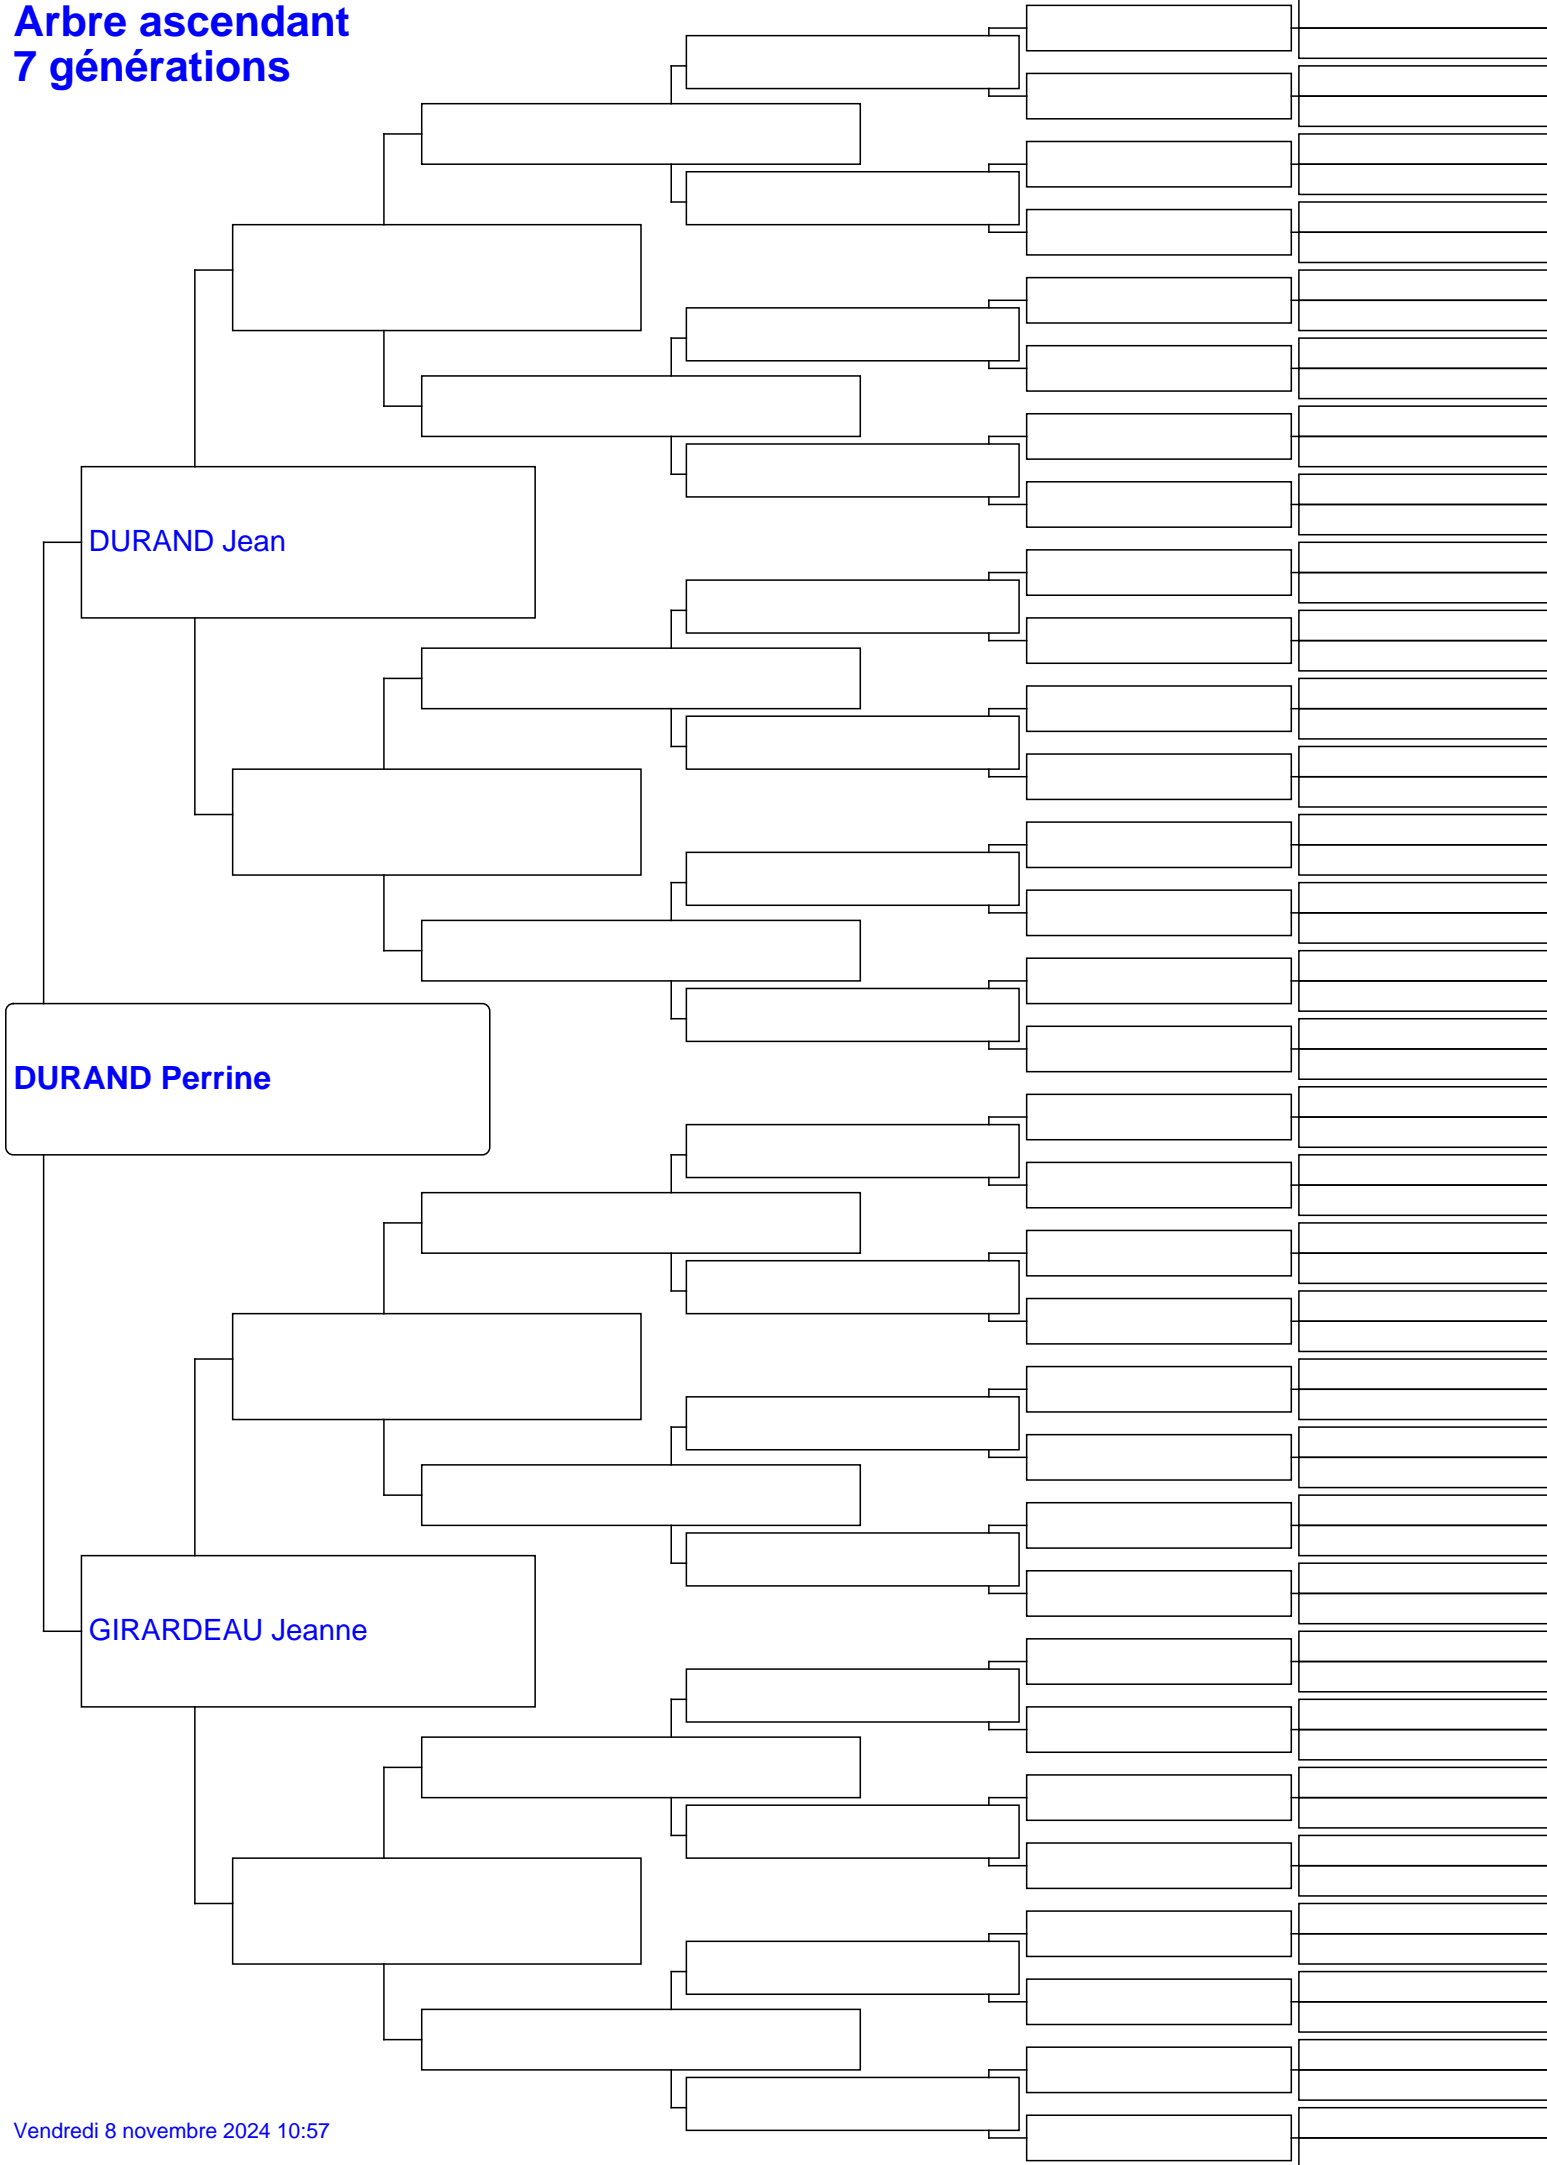 Arbre ascendant
7 générations
DURAND Jean
DURAND Perrine
GIRARDEAU Jeanne
Vendredi 8 novembre 2024 10:57